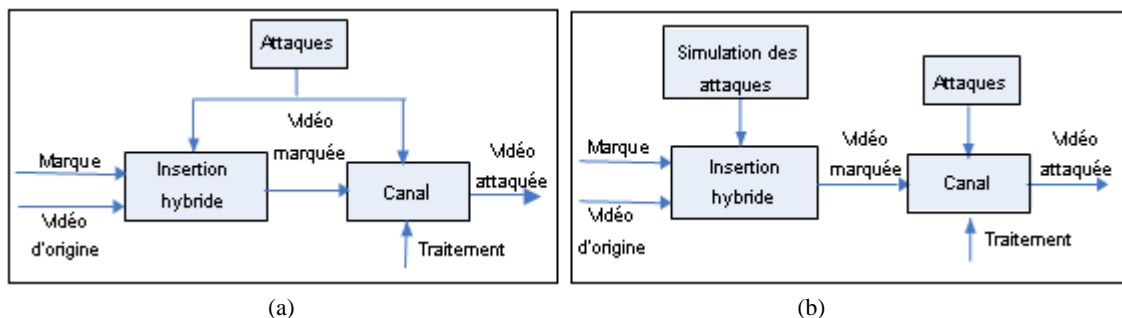 Attaques
Vidéo
marquée
Marque
Insertion
hybride
Vidéo
d'origine
Canal
Vidéo
attaquée
Traitement
(a)
Simulation des
attaques
Attaques
Marque
Insertion
hybride
Vidéo
d'origine
Vidéo
marquée
Canal
Vidéo
attaquée
Traitement
(b)